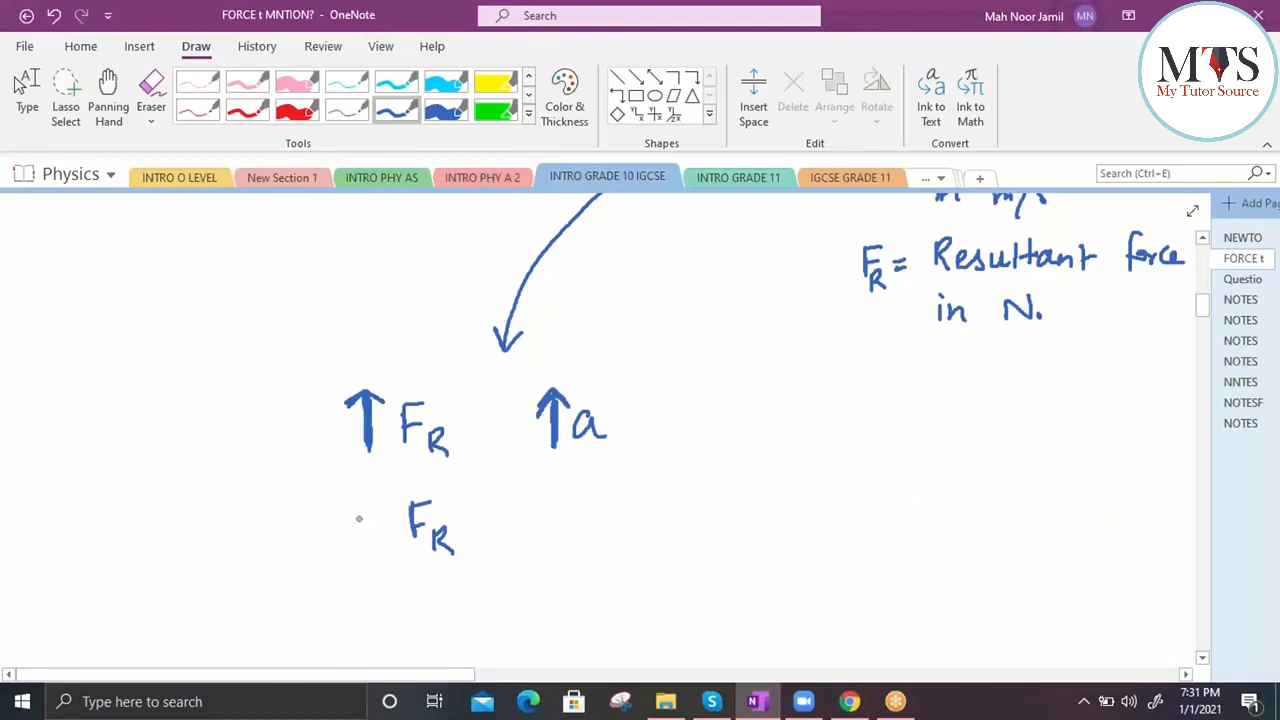 FORCE t MNTION? - OneNote
Search
Mah Noor Jamil MN
File Home Insert Draw History Review View Help
Type
Lasso Select
Panning Hand
Eraser
Color & Thickness
Insert Space
Delete
Arrange
Rotate
Ink to Text
Ink to Math
Tools
Shapes
Edit
Convert
MTS
My Tutor Source
Physics
INTRO O LEVEL
New Section 1
INTRO PHY AS
INTRO PHY A 2
INTRO GRADE 10 IGCSE
INTRO GRADE 11
IGCSE GRADE 11
...
Search (Ctrl+E)
Add Pag
NEWTO
FORCE t
Questio
NOTES
NOTES
NOTES
NOTES
NNTES
NOTESF
NOTES
FR = Resultant force
in N.
↑ FR ↑ a
FR
Type here to search
7:31 PM
1/1/2021